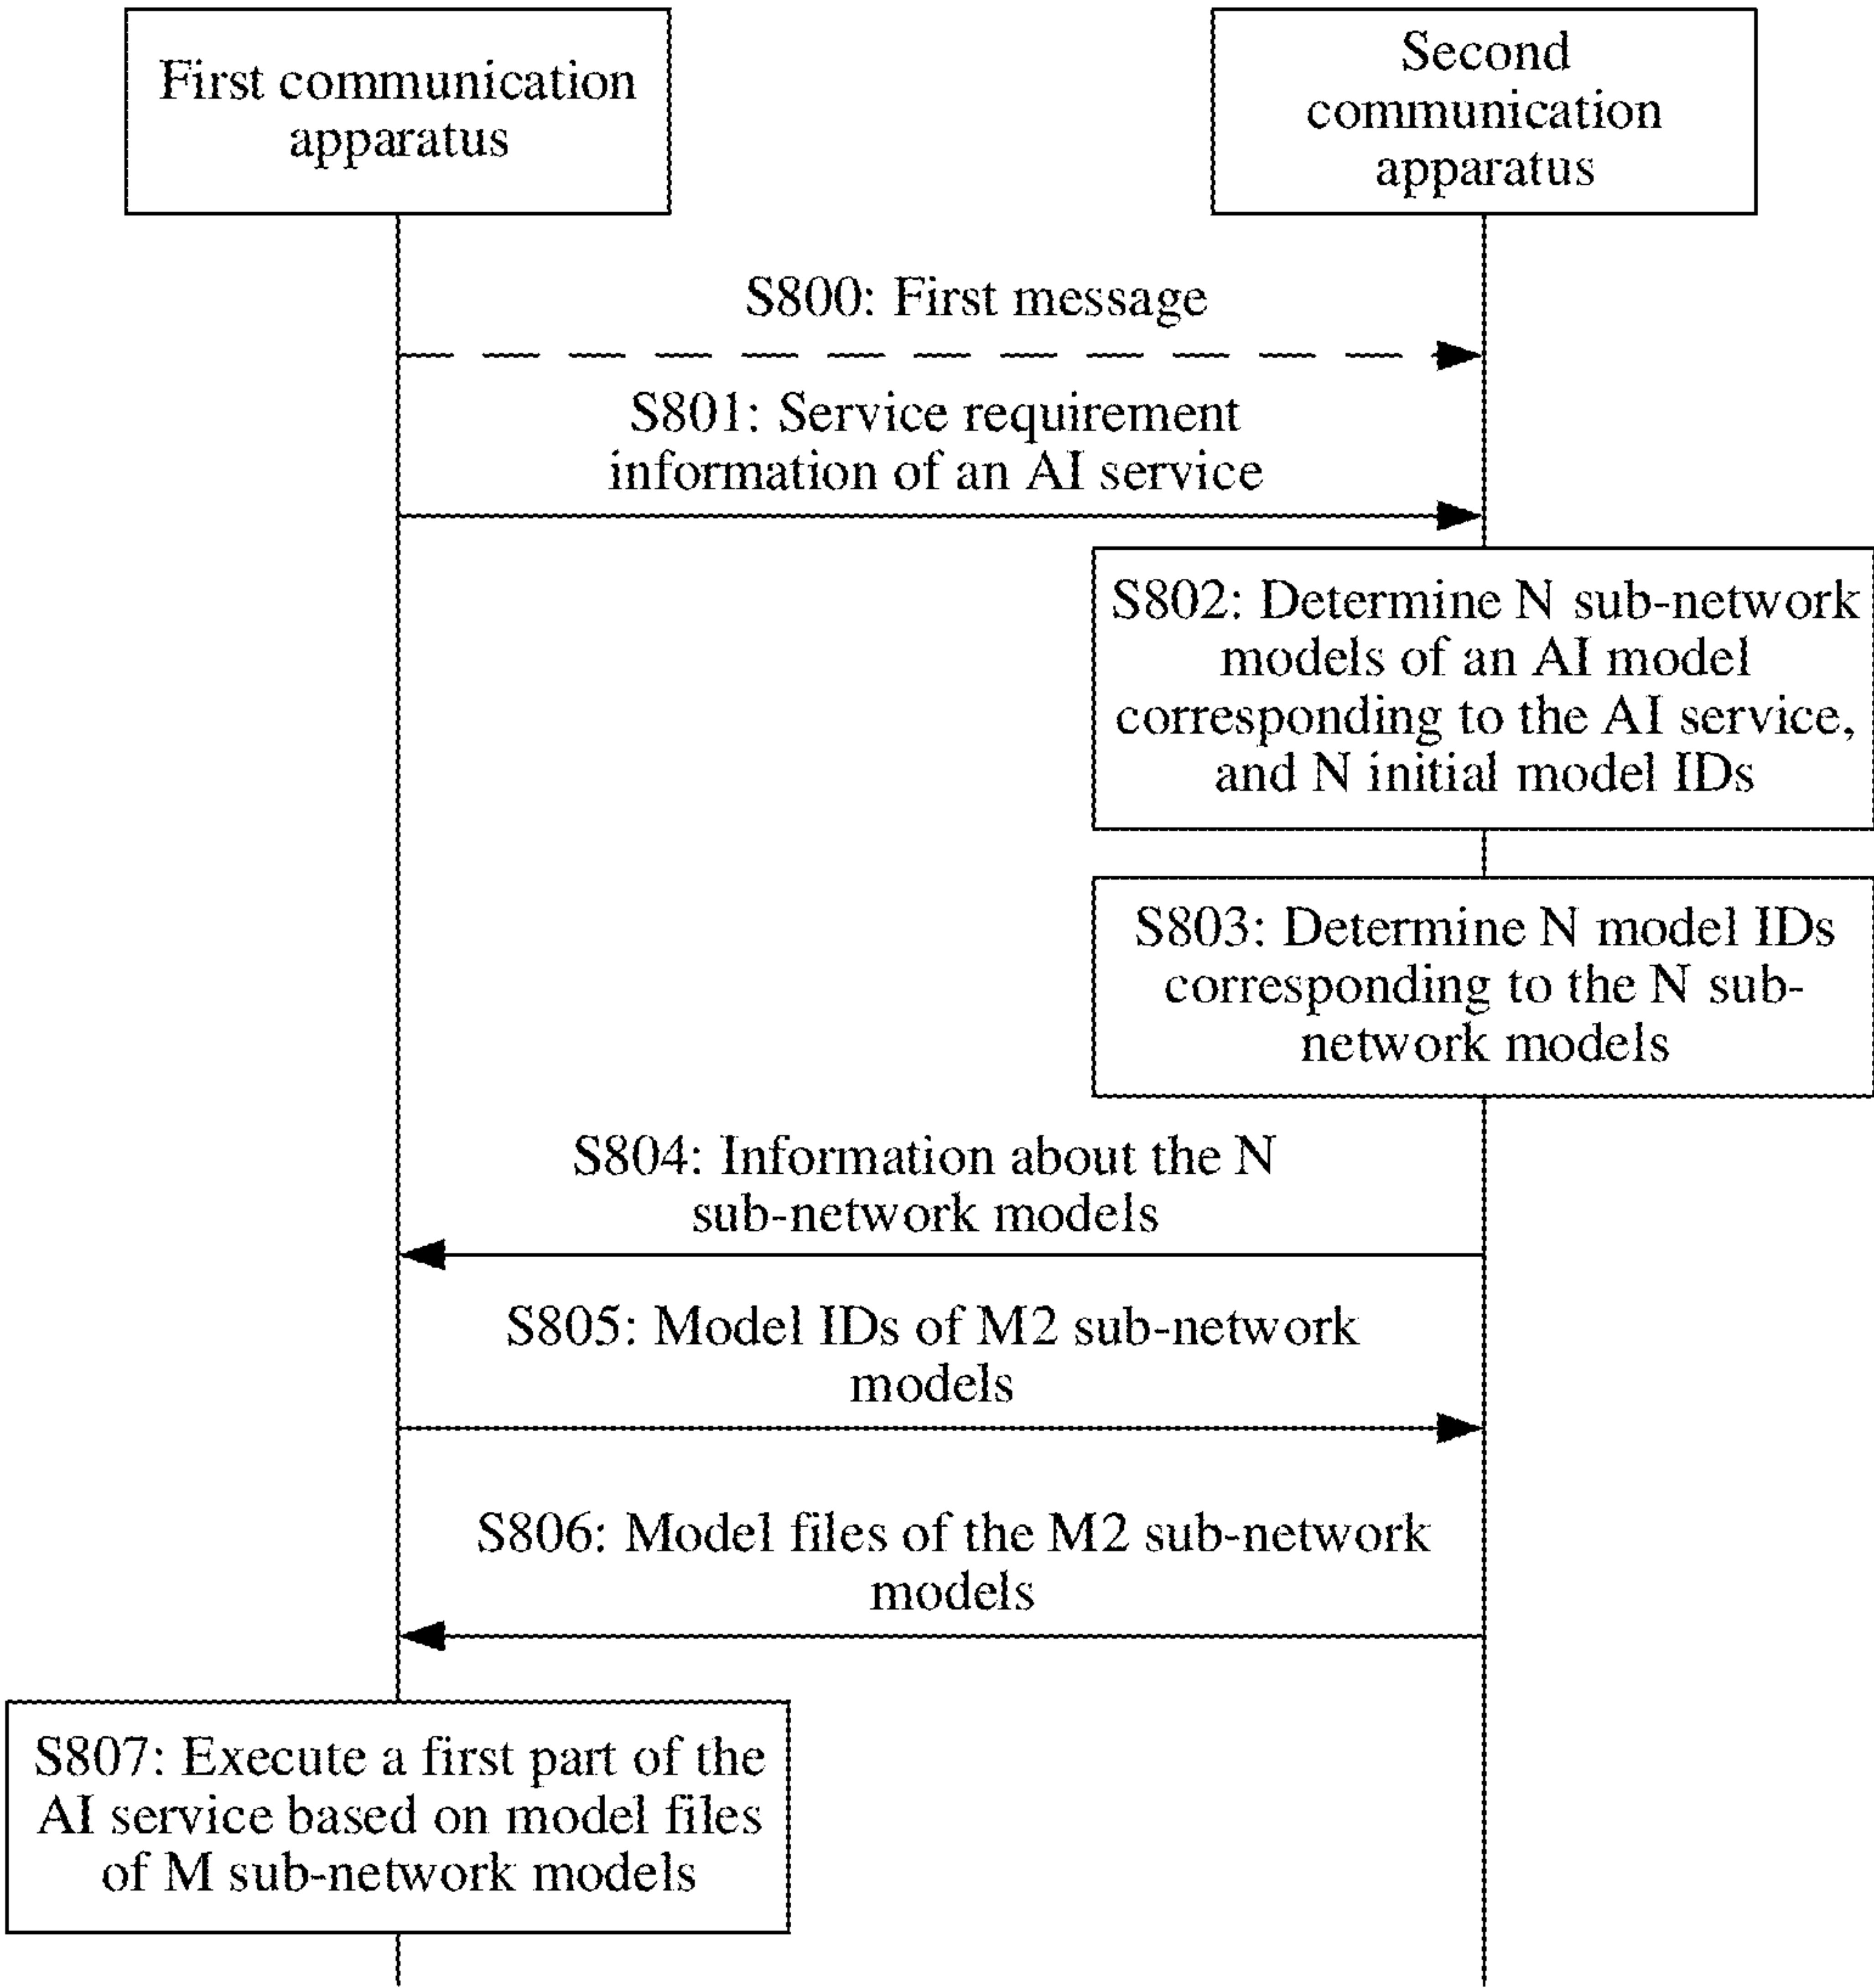 First communication
apparatus
Second
communication
apparatus
S800: First message
S801: Service requirement
information of an AI service
S802: Determine N sub-network
models of an AI model
corresponding to the AI service,
and N initial model IDs
S803: Determine N model IDs
corresponding to the N sub-
network models
S804: Information about the N
sub-network models
S805: Model IDs of M2 sub-network
models
S806: Model files of the M2 sub-network
models
S807: Execute a first part of the
AI service based on model files
of M sub-network models